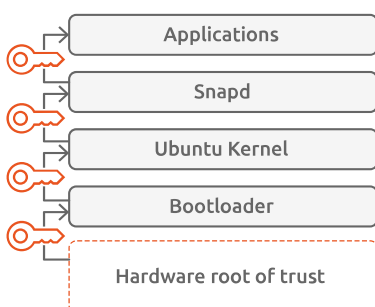 Applications
Snapd
Ubuntu Kernel
Bootloader
Hardware root of trust